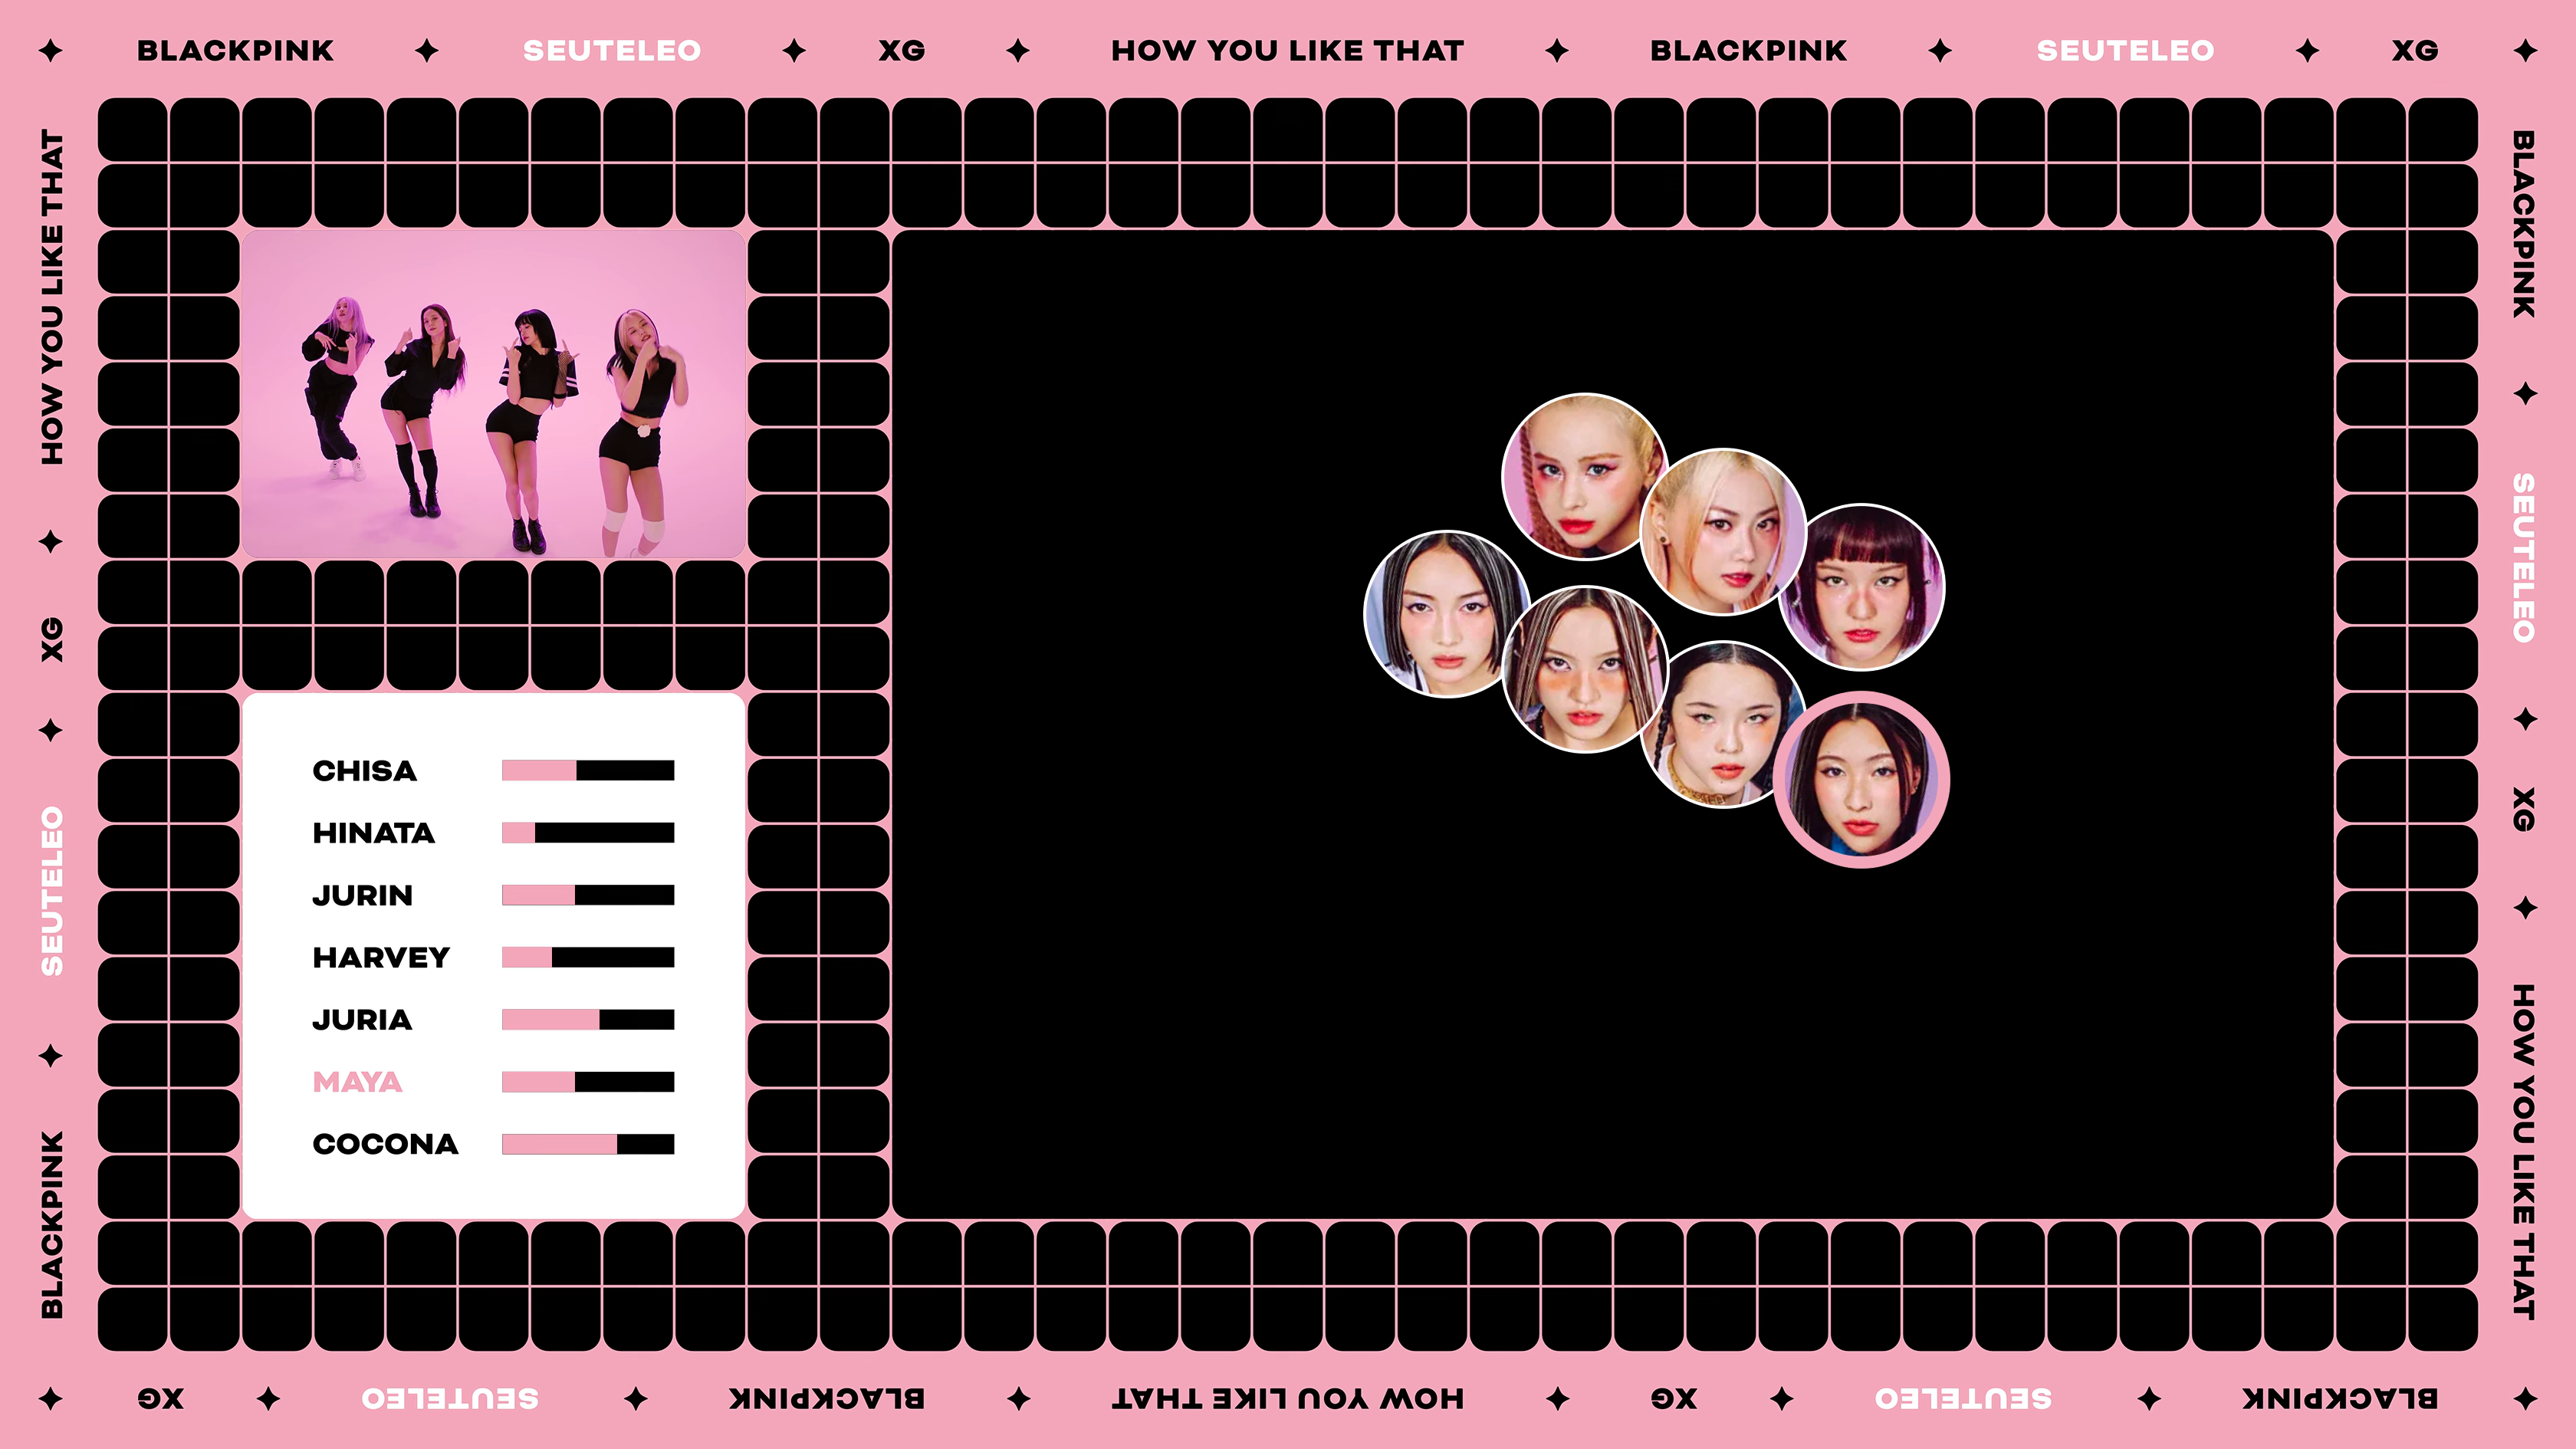 BLACKPINK ✦ SEUTELEO ✦ XG ✦ HOW YOU LIKE THAT ✦ BLACKPINK ✦ SEUTELEO ✦ XG
HOW YOU LIKE THAT ✦ XG ✦ SEUTELEO ✦ BLACKPINK
CHISA
HINATA
JURIN
HARVEY
JURIA
MAYA
COCONA
BLACKPINK ✦ SEUTELEO ✦ XG ✦ HOW YOU LIKE THAT
BLACKPINK ✦ SEUTELEO ✦ XG ✦ HOW YOU LIKE THAT ✦ BLACKPINK ✦ SEUTELEO ✦ XG